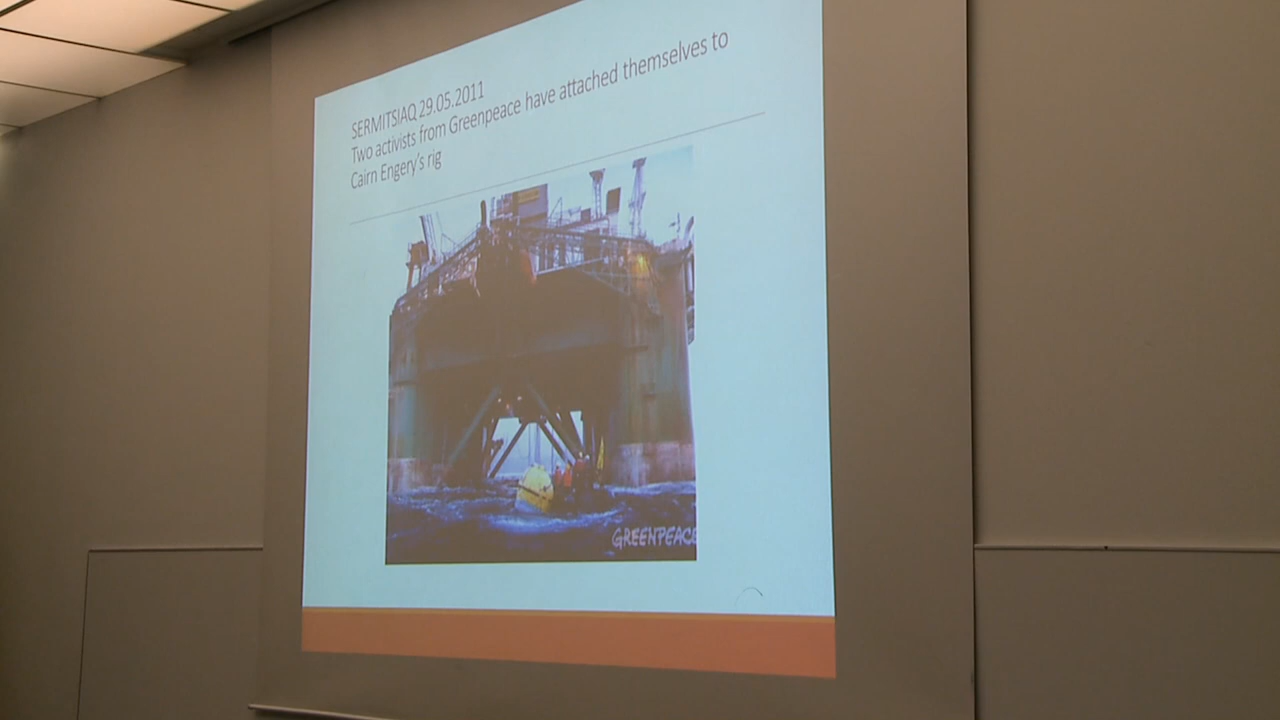 SERMITSIAQ 29.05.2011
Two activists from Greenpeace have attached themselves to
Cairn Engery's rig
GREENPEACE